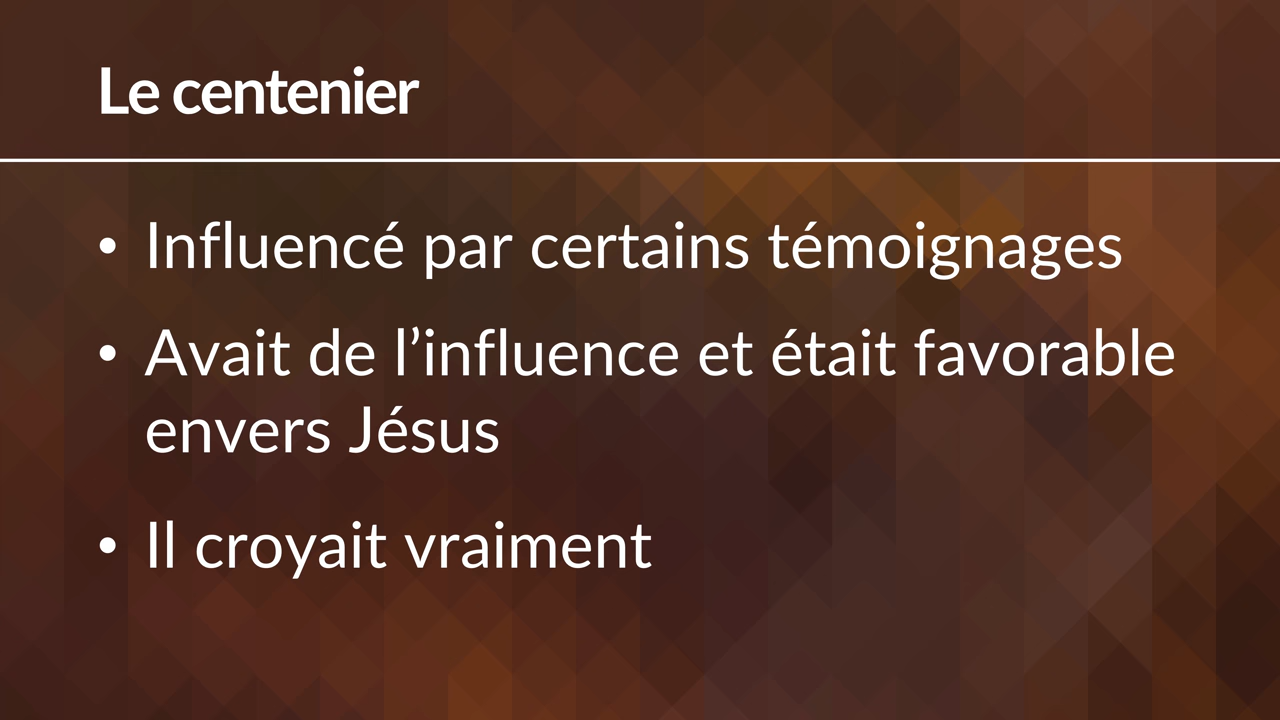 Le centenier
• Influencé par certains témoignages
• Avait de l’influence et était favorable
envers Jésus
• Il croyait vraiment